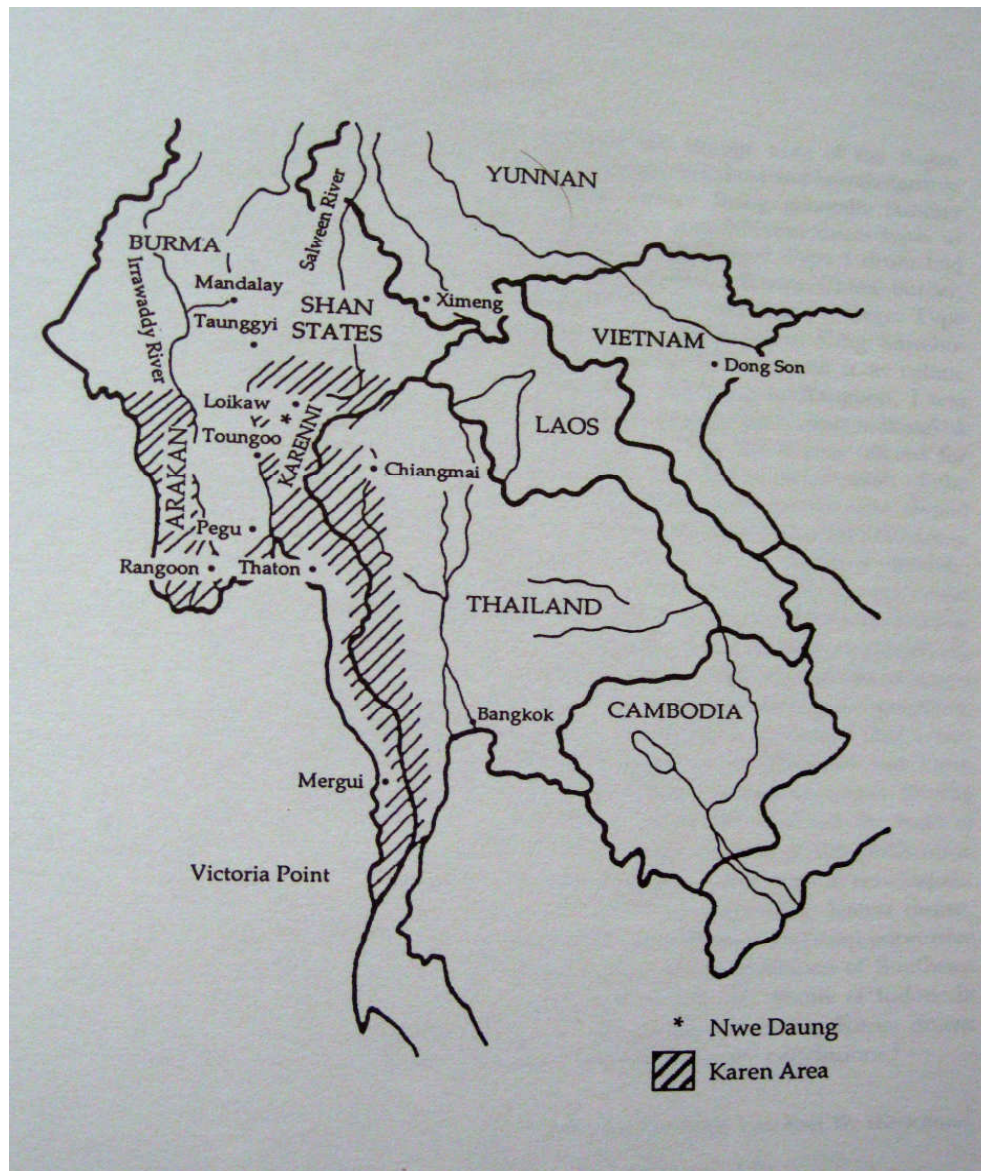 YUNNAN
Salween River
BURMA
Irrawaddy River
Mandalay
SHAN
STATES
Ximeng
Taunggyi
VIETNAM
Dong Son
Loikaw
*
KARENNI
LAOS
Toungoo
ARAKAN
Chiangmai
Pegu
Rangoon
Thaton
THAILAND
Bangkok
CAMBODIA
Mergui
Victoria Point
* Nwe Daung
Karen Area